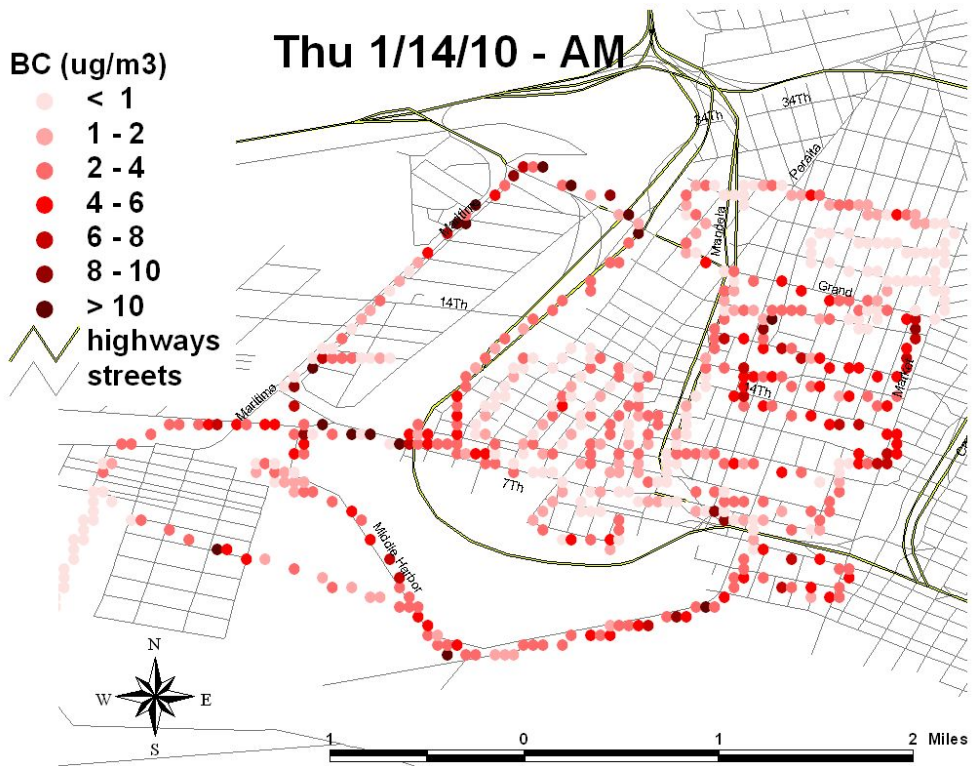 Thu 1/14/10 - AM
BC (ug/m3)
< 1
1 - 2
2 - 4
4 - 6
6 - 8
8 - 10
> 10
highways
streets
34Th
34Th
Peralta
Mandela
Grand
14Th
14Th
Market
Maritime
7Th
Middle Harbor
N
W
E
S
1
0
1
2
Miles